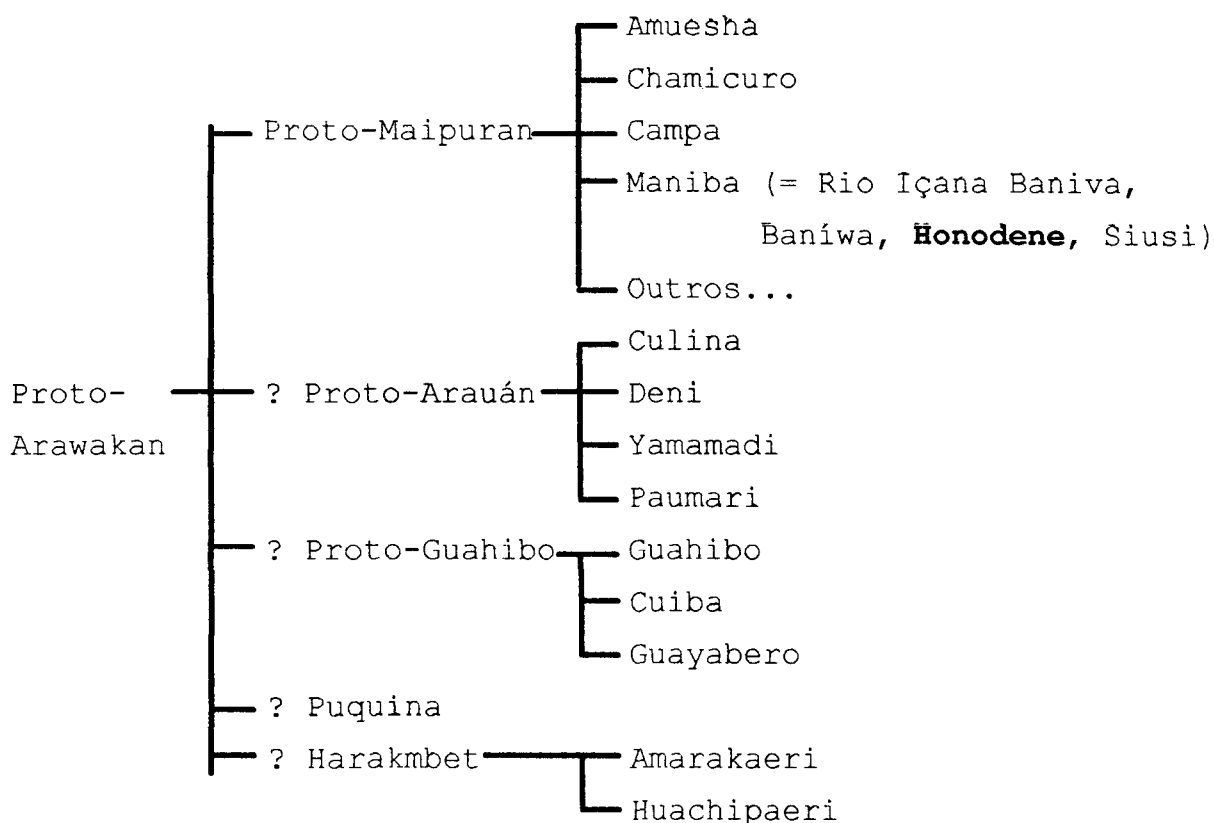 Amuesha
Chamicuro
Proto-Maipuran
Campa
Maniba (= Rio Içana Baniva,
Baníwa, Honodene, Siusi)
Outros...
Culina
Proto-
Arawakan
? Proto-Arauán
Deni
Yamamadi
Paumari
? Proto-Guahibo
Guahibo
Cuiba
Guayabero
? Puquina
? Harakmbet
Amarakaeri
Huachipaeri